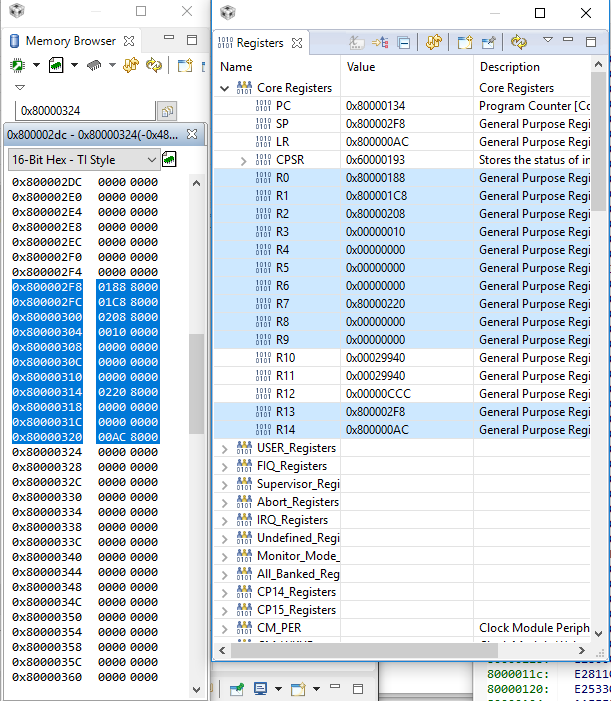 Memory Browser
0x80000324
0x800002dc - 0x80000324(-0x48...
16-Bit Hex - TI Style
0x800002DC 0000 0000
0x800002E0 0000 0000
0x800002E4 0000 0000
0x800002E8 0000 0000
0x800002EC 0000 0000
0x800002F0 0000 0000
0x800002F4 0000 0000
0x800002F8 0188 8000
0x800002FC 01C8 8000
0x80000300 0208 8000
0x80000304 0010 0000
0x80000308 0000 0000
0x8000030C 0000 0000
0x80000310 0000 0000
0x80000314 0220 8000
0x80000318 0000 0000
0x8000031C 0000 0000
0x80000320 00AC 8000
0x80000324 0000 0000
0x80000328 0000 0000
0x8000032C 0000 0000
0x80000330 0000 0000
0x80000334 0000 0000
0x80000338 0000 0000
0x8000033C 0000 0000
0x80000340 0000 0000
0x80000344 0000 0000
0x80000348 0000 0000
0x8000034C 0000 0000
0x80000350 0000 0000
0x80000354 0000 0000
0x80000358 0000 0000
0x8000035C 0000 0000
0x80000360 0000 0000
1010 0101 Registers
Name Value Description
Core Registers Core Registers
PC 0x80000134 Program Counter [Co
SP 0x800002F8 General Purpose Regi
LR 0x800000AC General Purpose Regi
CPSR 0x60000193 Stores the status of in
R0 0x80000188 General Purpose Regi
R1 0x800001C8 General Purpose Regi
R2 0x80000208 General Purpose Regi
R3 0x00000010 General Purpose Regi
R4 0x00000000 General Purpose Regi
R5 0x00000000 General Purpose Regi
R6 0x00000000 General Purpose Regi
R7 0x80000220 General Purpose Regi
R8 0x00000000 General Purpose Regi
R9 0x00000000 General Purpose Regi
R10 0x00029940 General Purpose Regi
R11 0x00029940 General Purpose Regi
R12 0x00000CCC General Purpose Regi
R13 0x800002F8 General Purpose Regi
R14 0x800000AC General Purpose Regi
USER_Registers
FIQ_Registers
Supervisor_Regi
Abort_Registers
IRQ_Registers
Undefined_Regi
Monitor_Mode_
All_Banked_Reg
CP14_Registers
CP15_Registers
CM_PER Clock Module Periph
8000011c: E2811
80000120: E2533